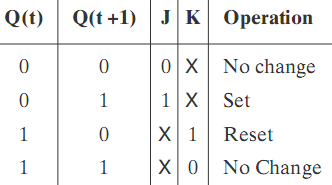 Q(t) Q(t +1) J K Operation
0 0 0 X No change
0 1 1 X Set
1 0 X 1 Reset
1 1 X 0 No Change